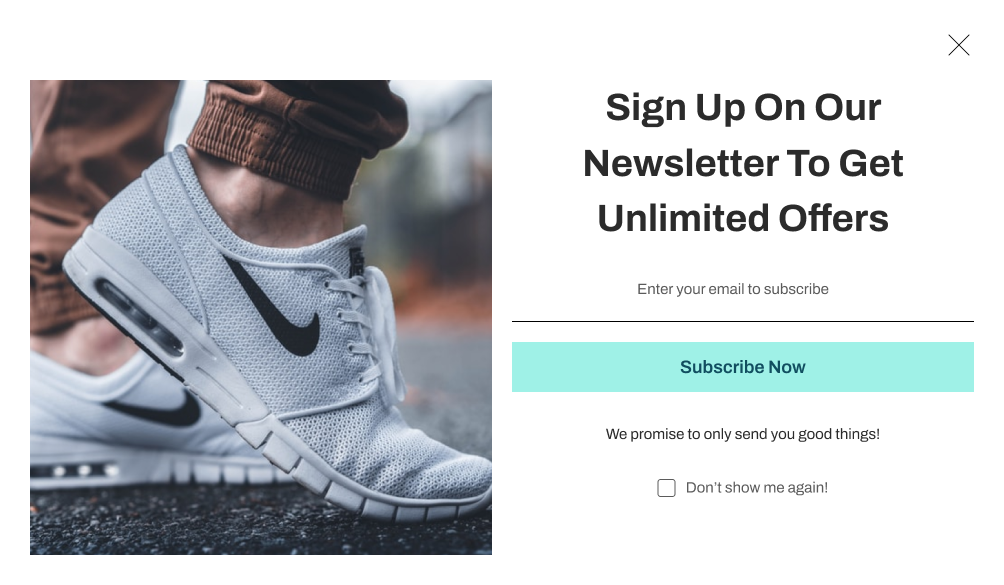 Sign Up On Our
Newsletter To Get
Unlimited Offers
Enter your email to subscribe
Subscribe Now
We promise to only send you good things!
Don’t show me again!